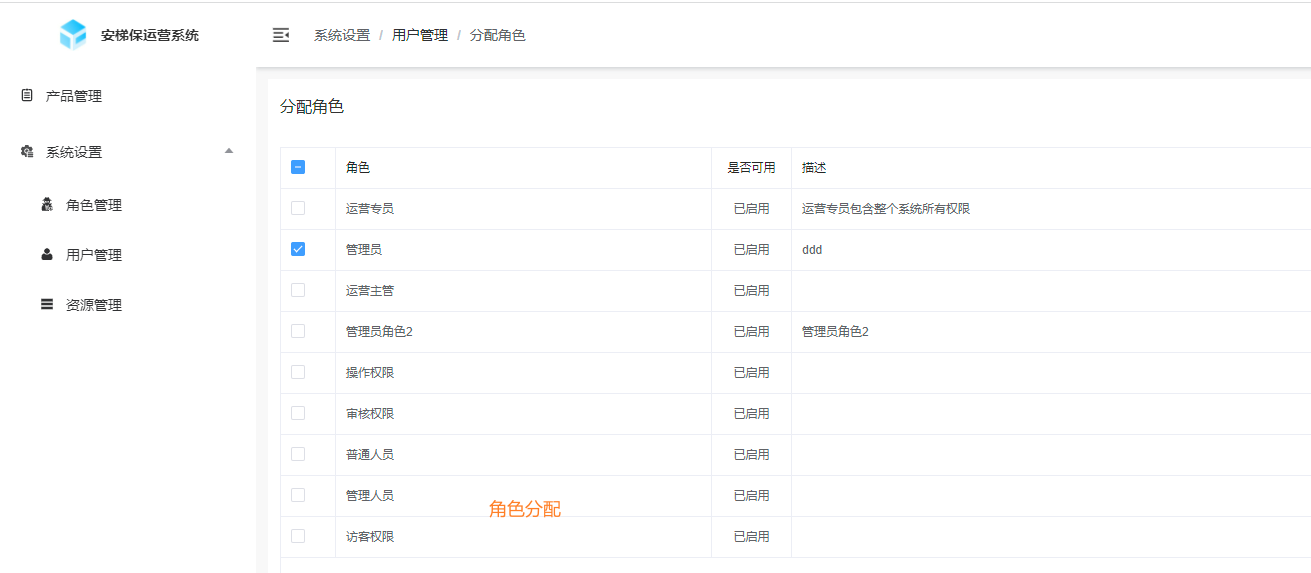 安梯保运营系统
系统设置 / 用户管理 / 分配角色
产品管理
系统设置
角色管理
用户管理
资源管理
分配角色
角色 是否可用 描述
运营专员 已启用 运营专员包含整个系统所有权限
管理员 已启用 ddd
运营主管 已启用
管理员角色2 已启用 管理员角色2
操作权限 已启用
审核权限 已启用
普通人员 已启用
管理人员 已启用
角色分配
访客权限 已启用